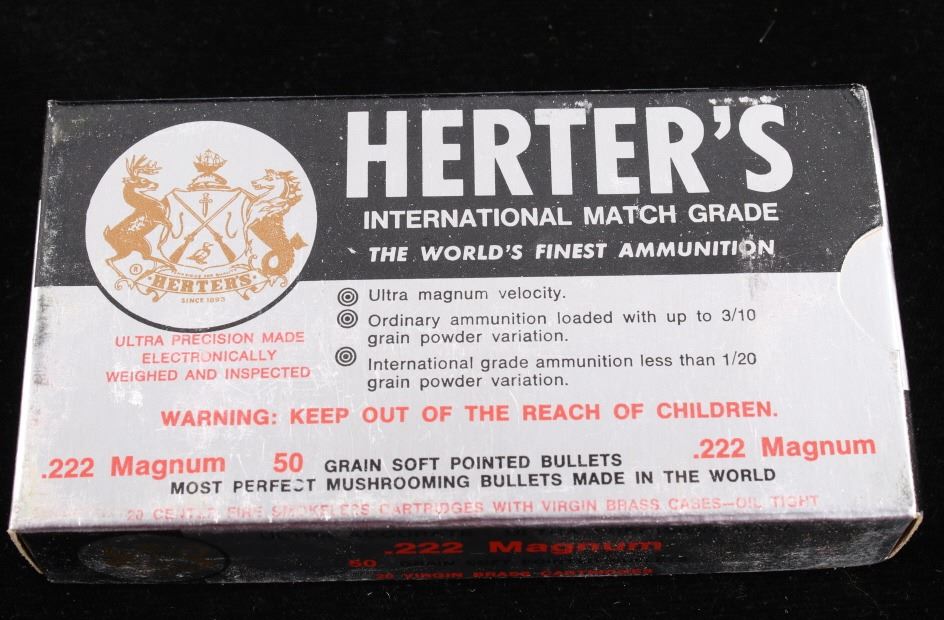 HERTER'S
INTERNATIONAL MATCH GRADE
THE WORLD'S FINEST AMMUNITION
HERTER'S
®
SINCE 1893
ULTRA PRECISION MADE
ELECTRONICALLY
WEIGHED AND INSPECTED
Ultra magnum velocity.
Ordinary ammunition loaded with up to 3/10
grain powder variation.
International grade ammunition less than 1/20
grain powder variation.
WARNING: KEEP OUT OF THE REACH OF CHILDREN.
.222 Magnum 50 GRAIN SOFT POINTED BULLETS .222 Magnum
MOST PERFECT MUSHROOMING BULLETS MADE IN THE WORLD
20 CENTER FIRE SMOKELESS CARTRIDGES WITH VIRGIN BRASS CASES—OIL TIGHT
.222 Magnum
50
20 VIRGIN BRASS CARTRIDGES